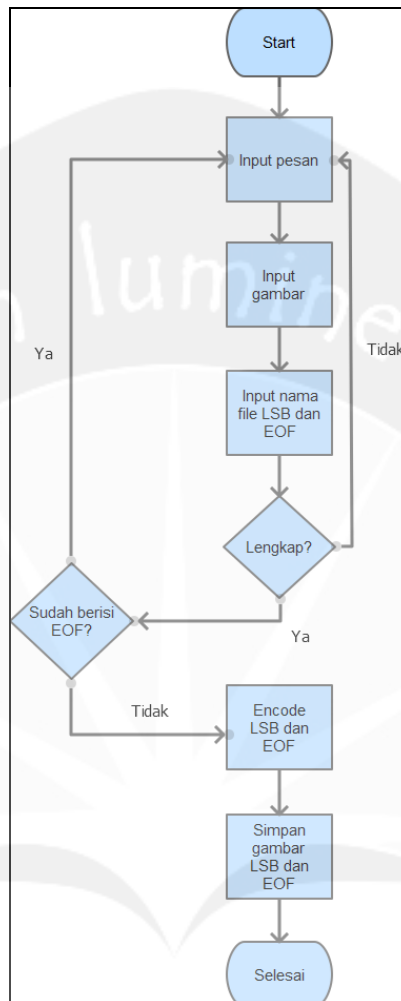 Start
Input pesan
Input
gambar
Input nama
file LSB dan
EOF
Lengkap?
Tidak
Ya
Sudah berisi
EOF?
Ya
Tidak
Encode
LSB dan
EOF
Simpan
gambar
LSB dan
EOF
Selesai